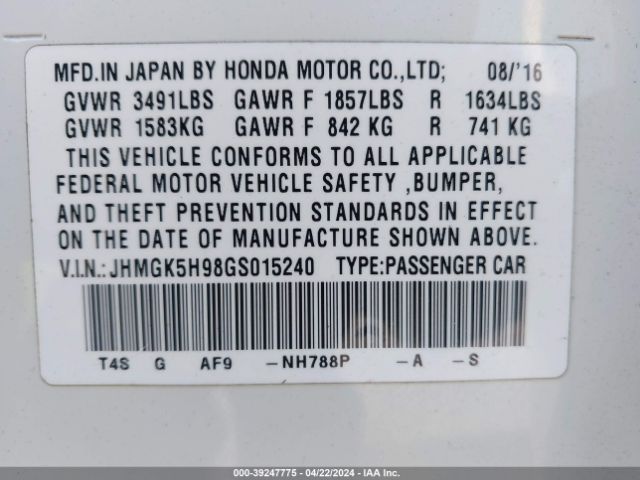 MFD.IN JAPAN BY HONDA MOTOR CO.,LTD; 08/'16
GVWR 3491LBS GAWR F 1857LBS R 1634LBS
GVWR 1583KG GAWR F 842 KG R 741 KG
THIS VEHICLE CONFORMS TO ALL APPLICABLE
FEDERAL MOTOR VEHICLE SAFETY ,BUMPER,
AND THEFT PREVENTION STANDARDS IN EFFECT
ON THE DATE OF MANUFACTURE SHOWN ABOVE.
V.I.N.:JHMGK5H98GS015240 TYPE:PASSENGER CAR
T4S G AF9 -NH788P -A -S
000-39247775 - 04/22/2024 - IAA Inc.